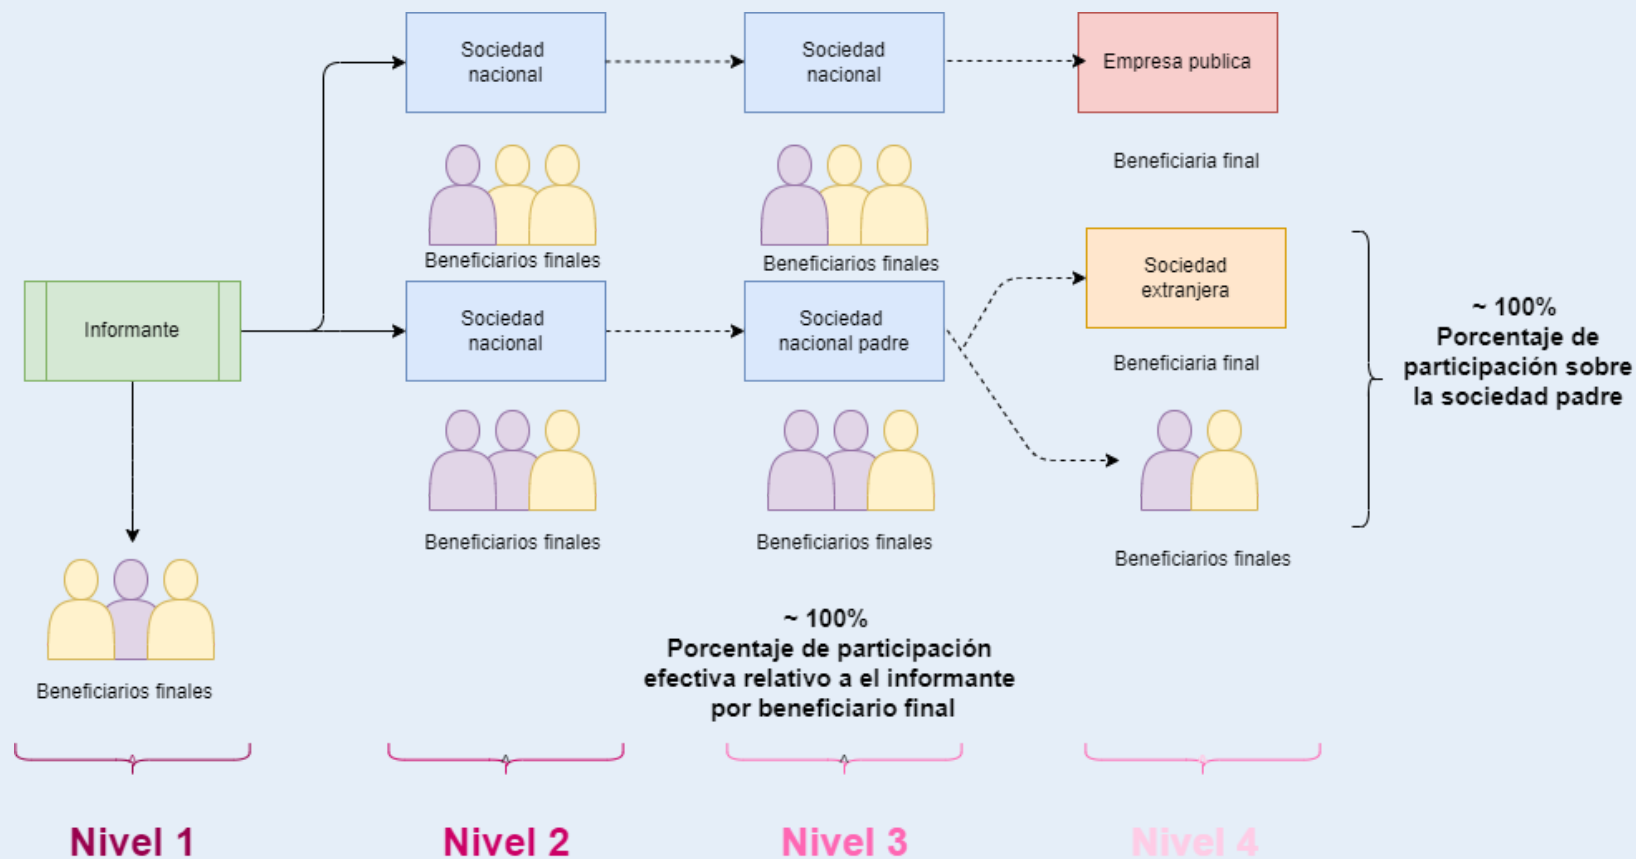 Sociedad
nacional
Sociedad
nacional
Empresa publica
Beneficiaria final
Beneficiarios finales
Beneficiarios finales
Informante
Sociedad
nacional
Sociedad
nacional padre
Sociedad
extranjera
Beneficiaria final
~ 100%
Porcentaje de
participación sobre
la sociedad padre
Beneficiarios finales
Beneficiarios finales
Beneficiarios finales
Beneficiarios finales
~ 100%
Porcentaje de participación
efectiva relativo a el informante
por beneficiario final
Nivel 1
Nivel 2
Nivel 3
Nivel 4